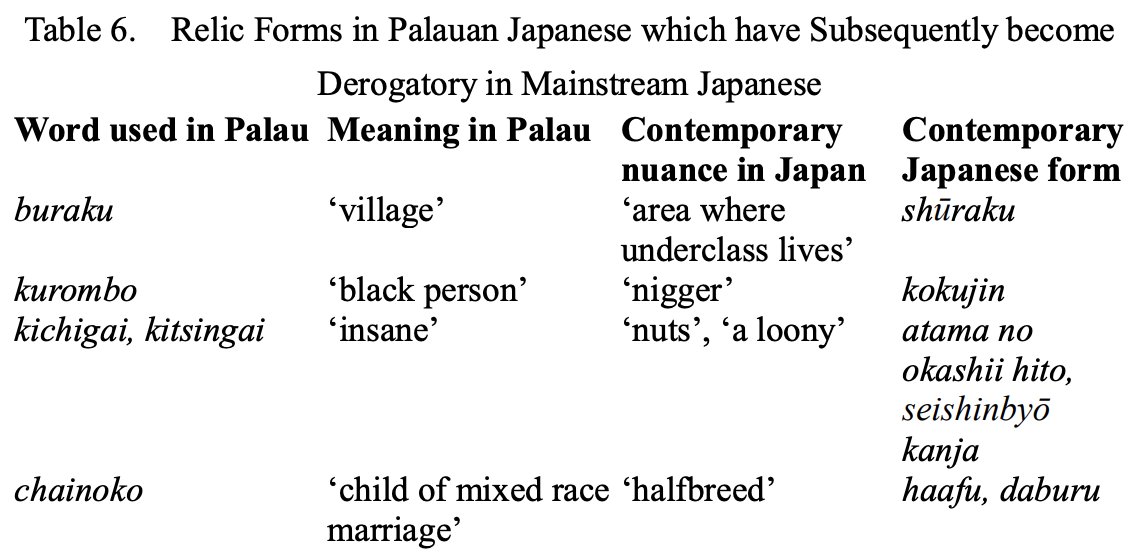 Table 6. Relic Forms in Palauan Japanese which have Subsequently become
Derogatory in Mainstream Japanese
Word used in Palau Meaning in Palau Contemporary nuance in Japan Contemporary Japanese form
buraku ‘village’ ‘area where underclass lives’ shūraku
kurombo ‘black person’ ‘nigger’ kokujin
kichigai, kitsingai ‘insane’ ‘nuts’, ‘a loony’ atama no okashii hito, seishinbyō kanja
chainoko ‘child of mixed race marriage’ ‘halfbreed’ haafu, daburu